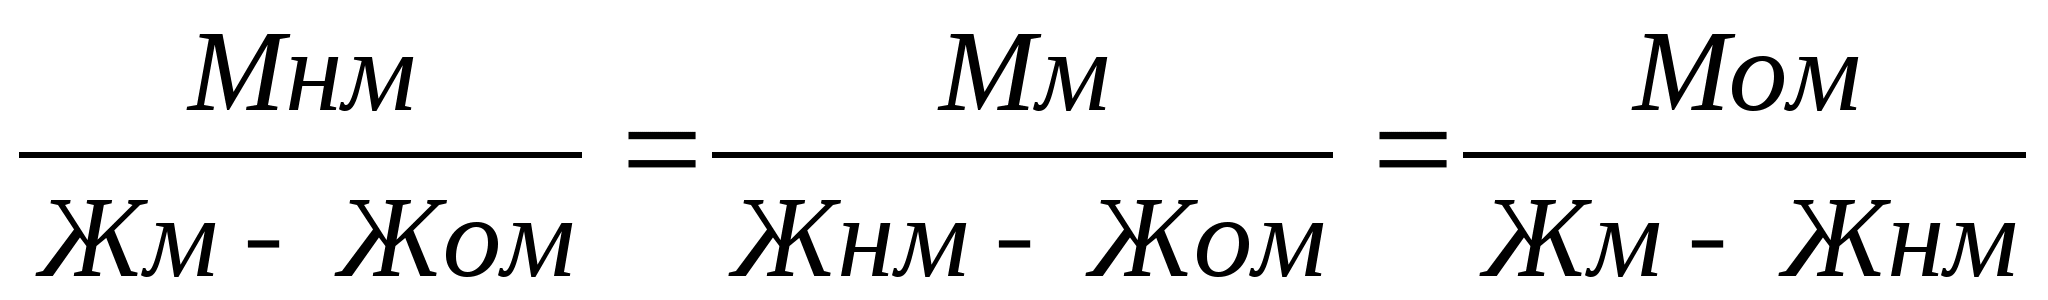 Мнм / Жм - Жом = Мм / Жнм - Жом = Мом / Жм - Жнм